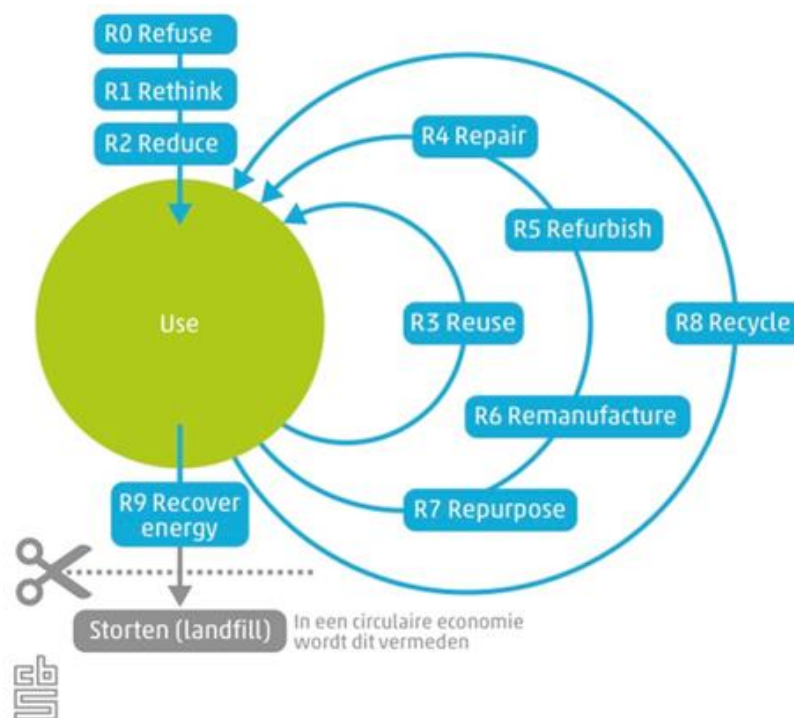 R0 Refuse
R1 Rethink
R2 Reduce
R4 Repair
R5 Refurbish
Use
R3 Reuse
R8 Recycle
R6 Remanufacture
R9 Recover
energy
R7 Repurpose
Storten (landfill)
In een circulaire economie
wordt dit vermeden
cbs